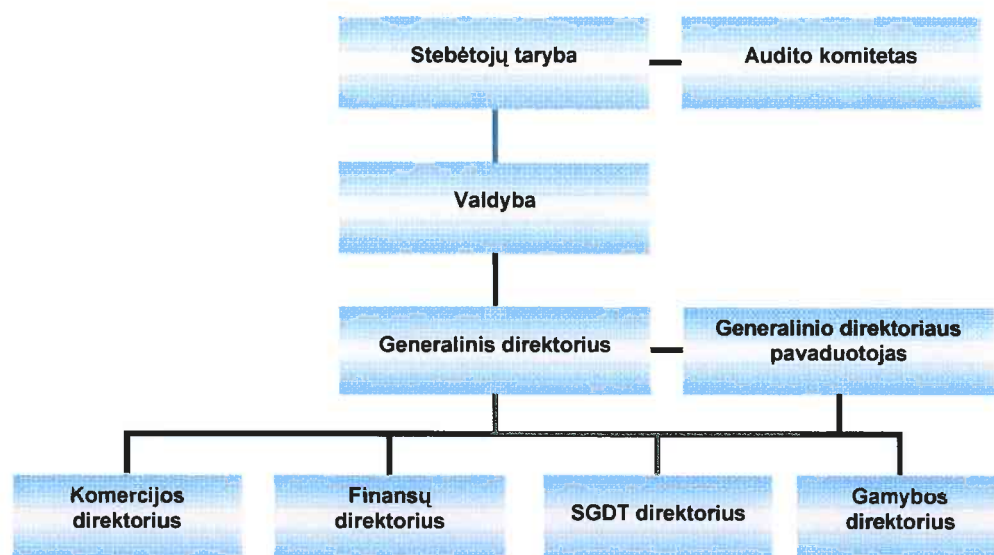 Stebėtojų taryba
Audito komitetas
Valdyba
Generalinis direktorius
Generalinio direktoriaus
pavaduotojas
Komercijos
direktorius
Finansų
direktorius
SGDT direktorius
Gamybos
direktorius